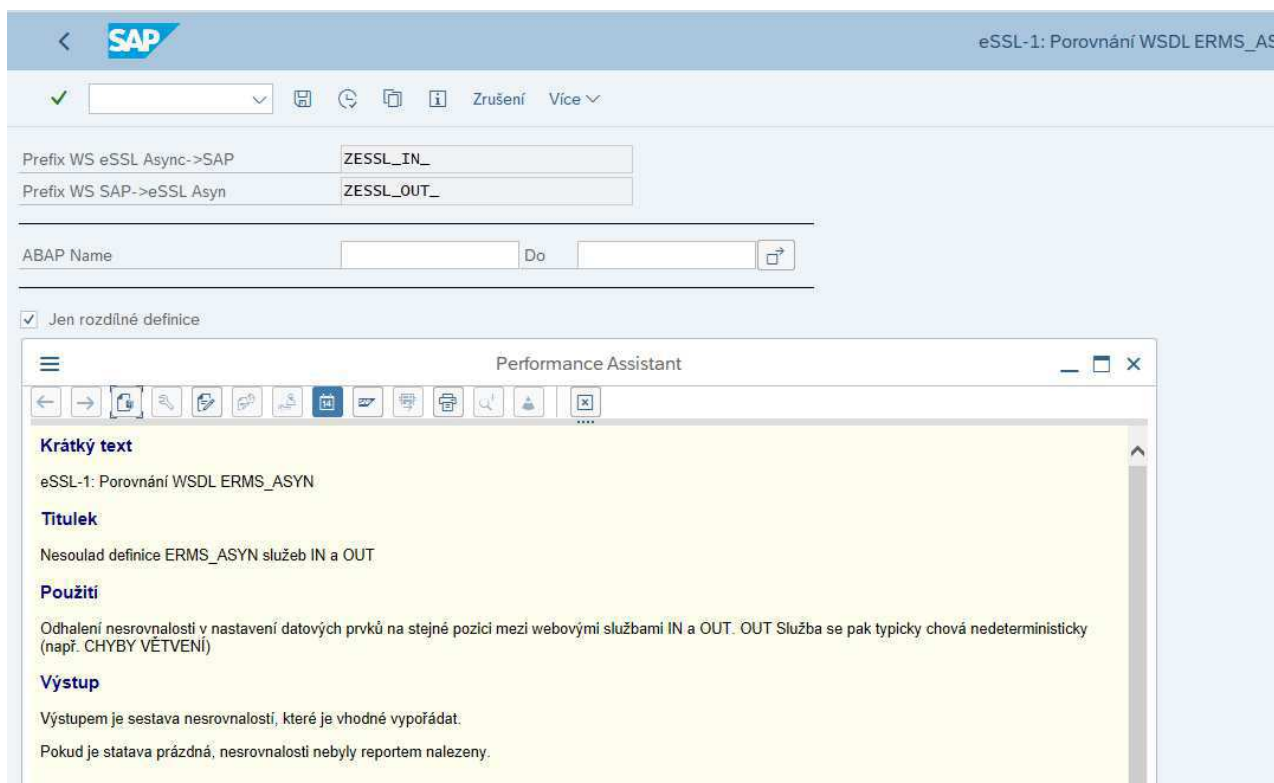 SAP
eSSL-1: Porovnání WSDL ERMS_AS
Zrušení Více
Prefix WS eSSL Async->SAP ZESSL_IN_
Prefix WS SAP->eSSL Asyn ZESSL_OUT_
ABAP Name Do
Jen rozdílné definice
Performance Assistant
14
Krátký text
eSSL-1: Porovnání WSDL ERMS_ASYN
Titulek
Nesoulad definice ERMS_ASYN služeb IN a OUT
Použití
Odhalení nesrovnalosti v nastavení datových prvků na stejné pozici mezi webovými službami IN a OUT. OUT Služba se pak typicky chová nedeterministicky
(např. CHYBY VĚTVENÍ)
Výstup
Výstupem je sestava nesrovnalostí, které je vhodné vypořádat.
Pokud je statava prázdná, nesrovnalosti nebyly reportem nalezeny.